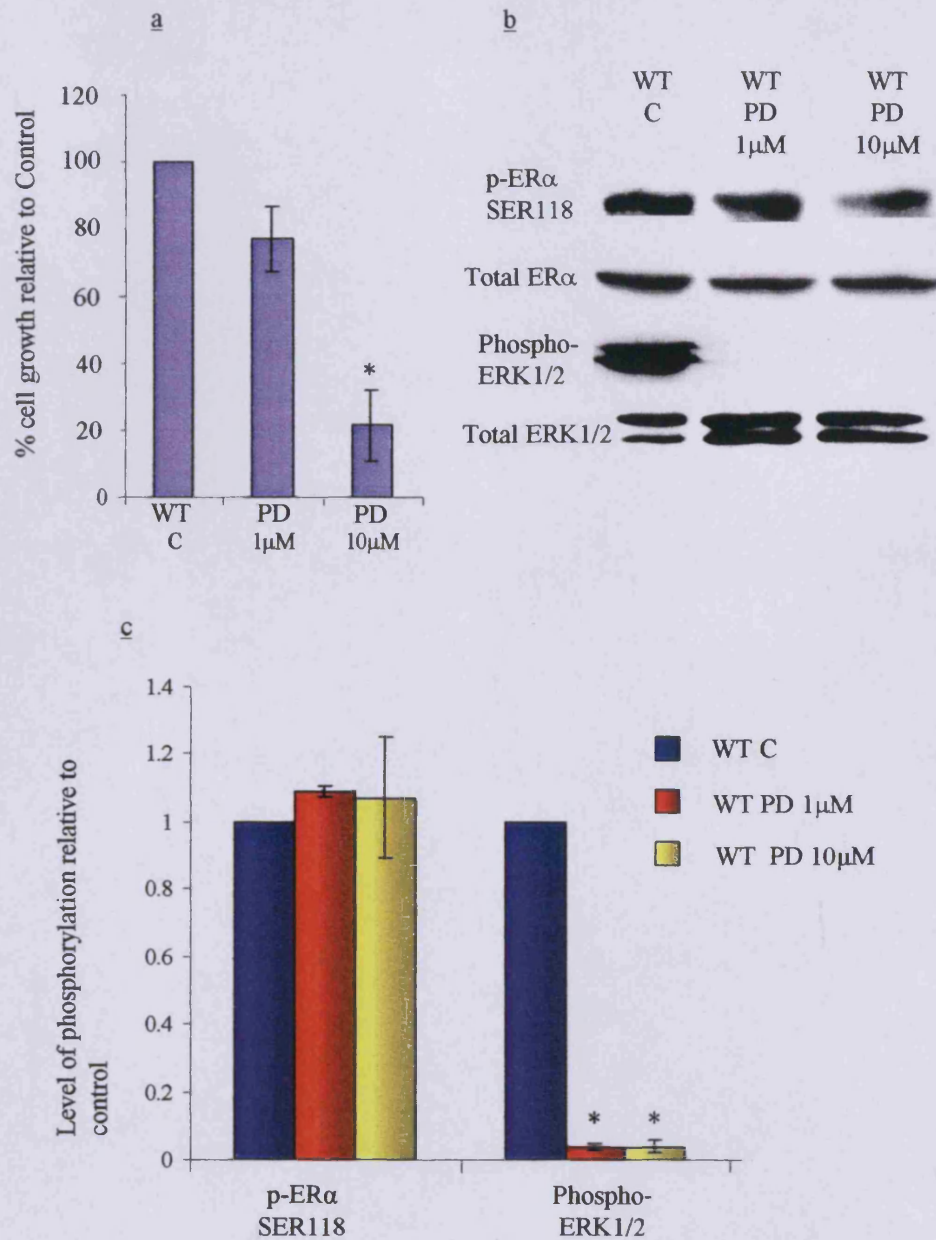 a
% cell growth relative to Control
120
100
80
60
40
20
0
*
WT
C
PD
1μM
PD
10μM
b
WT
C
WT
PD
1μM
WT
PD
10μM
p-ERα
SER118
Total ERα
Phospho-
ERK1/2
Total ERK1/2
c
Level of phosphorylation relative to
control
1.4
1.2
1
0.8
0.6
0.4
0.2
0
* *
p-ERα
SER118
Phospho-
ERK1/2
WT C
WT PD 1μM
WT PD 10μM